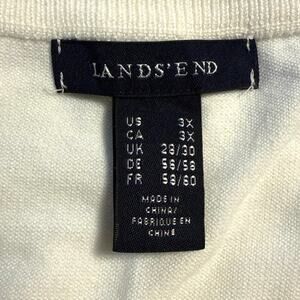 LANDS' END
US 3X
CA 3X
UK 28/30
DE 56/58
FR 58/60
MADE IN
CHINA/
FABRIQUE EN
CHINE